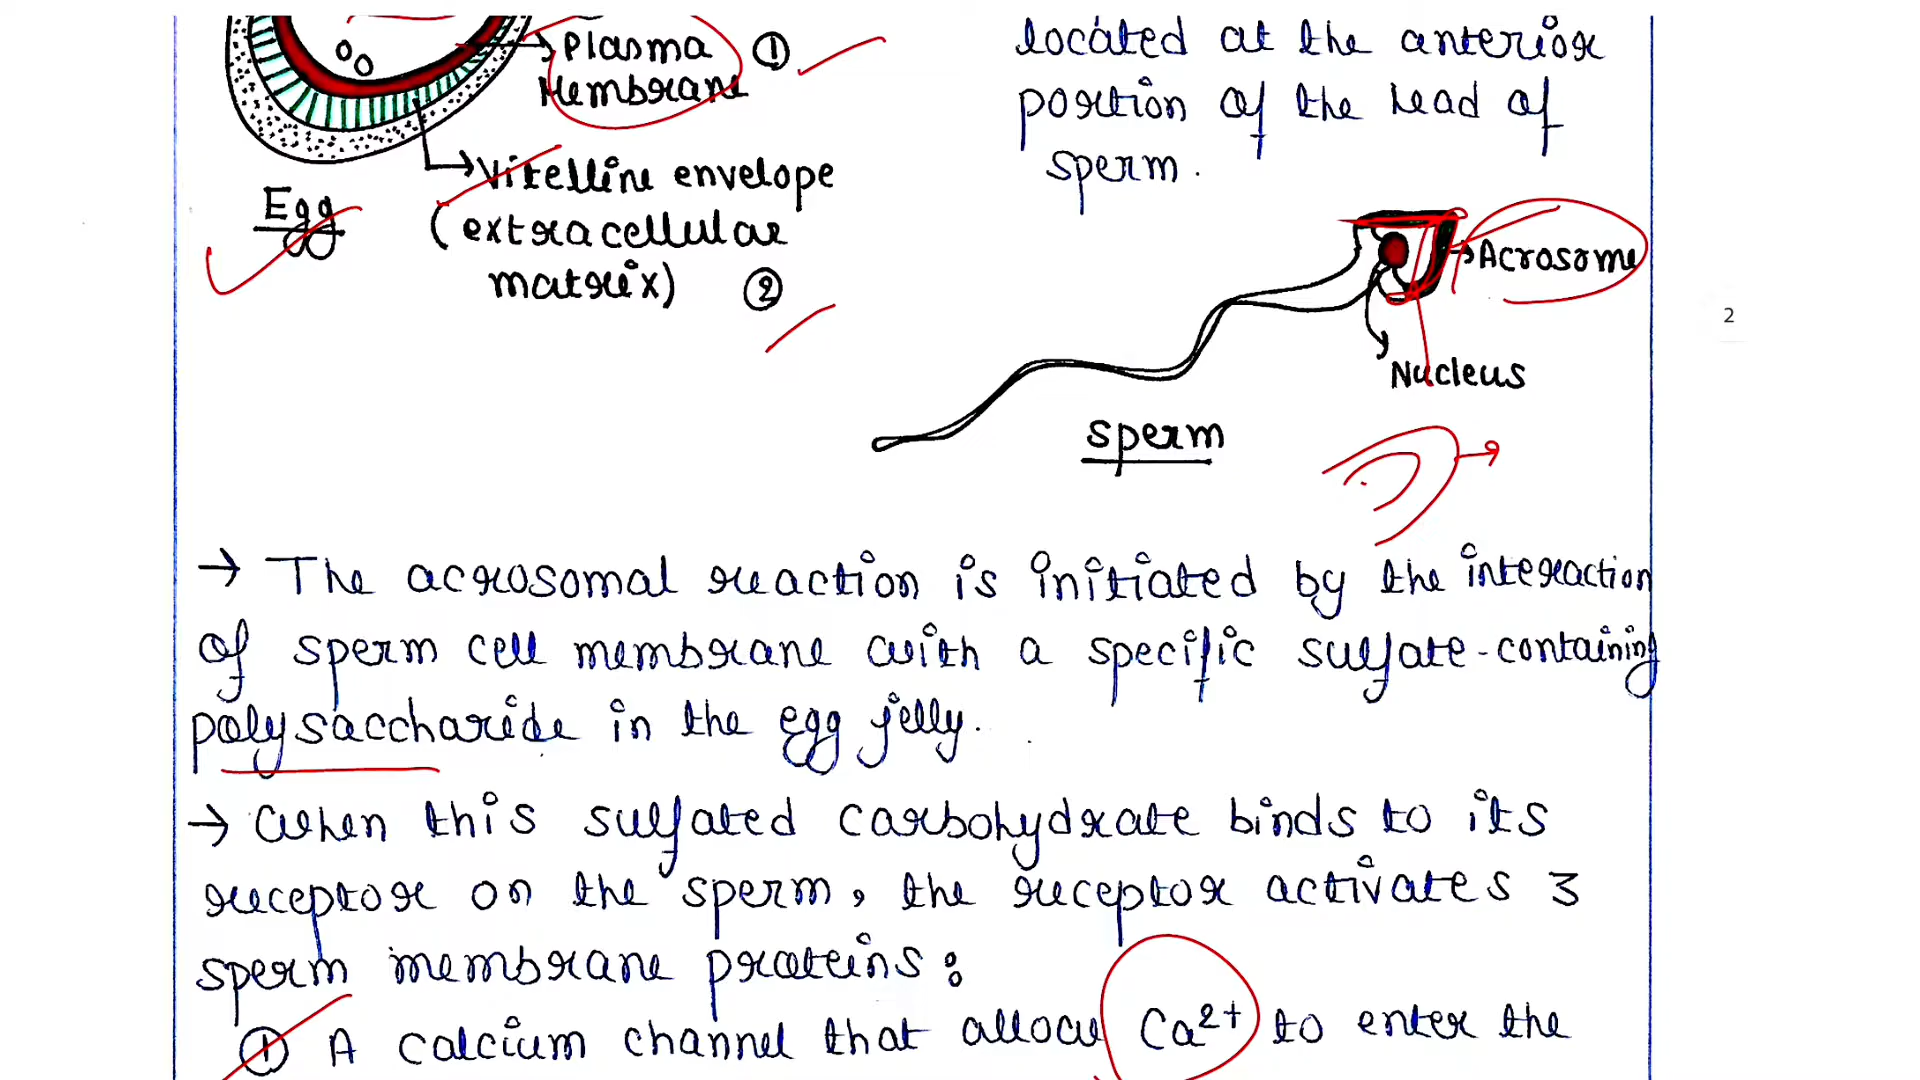 Plasma ①
Membrane
Vitelline envelope
(extracellular
matrix) ②
Egg
located at the anterior
portion of the head of
sperm.
Acrosome
Nucleus
sperm
2
→ The acrosomal reaction is initiated by the interaction
of sperm cell membrane with a specific sulfate-containing
polysaccharide in the egg jelly.
→ When this sulfated carbohydrate binds to its
receptor on the sperm, the receptor activates 3
sperm membrane proteins:
① A calcium channel that allow Ca²⁺ to enter the